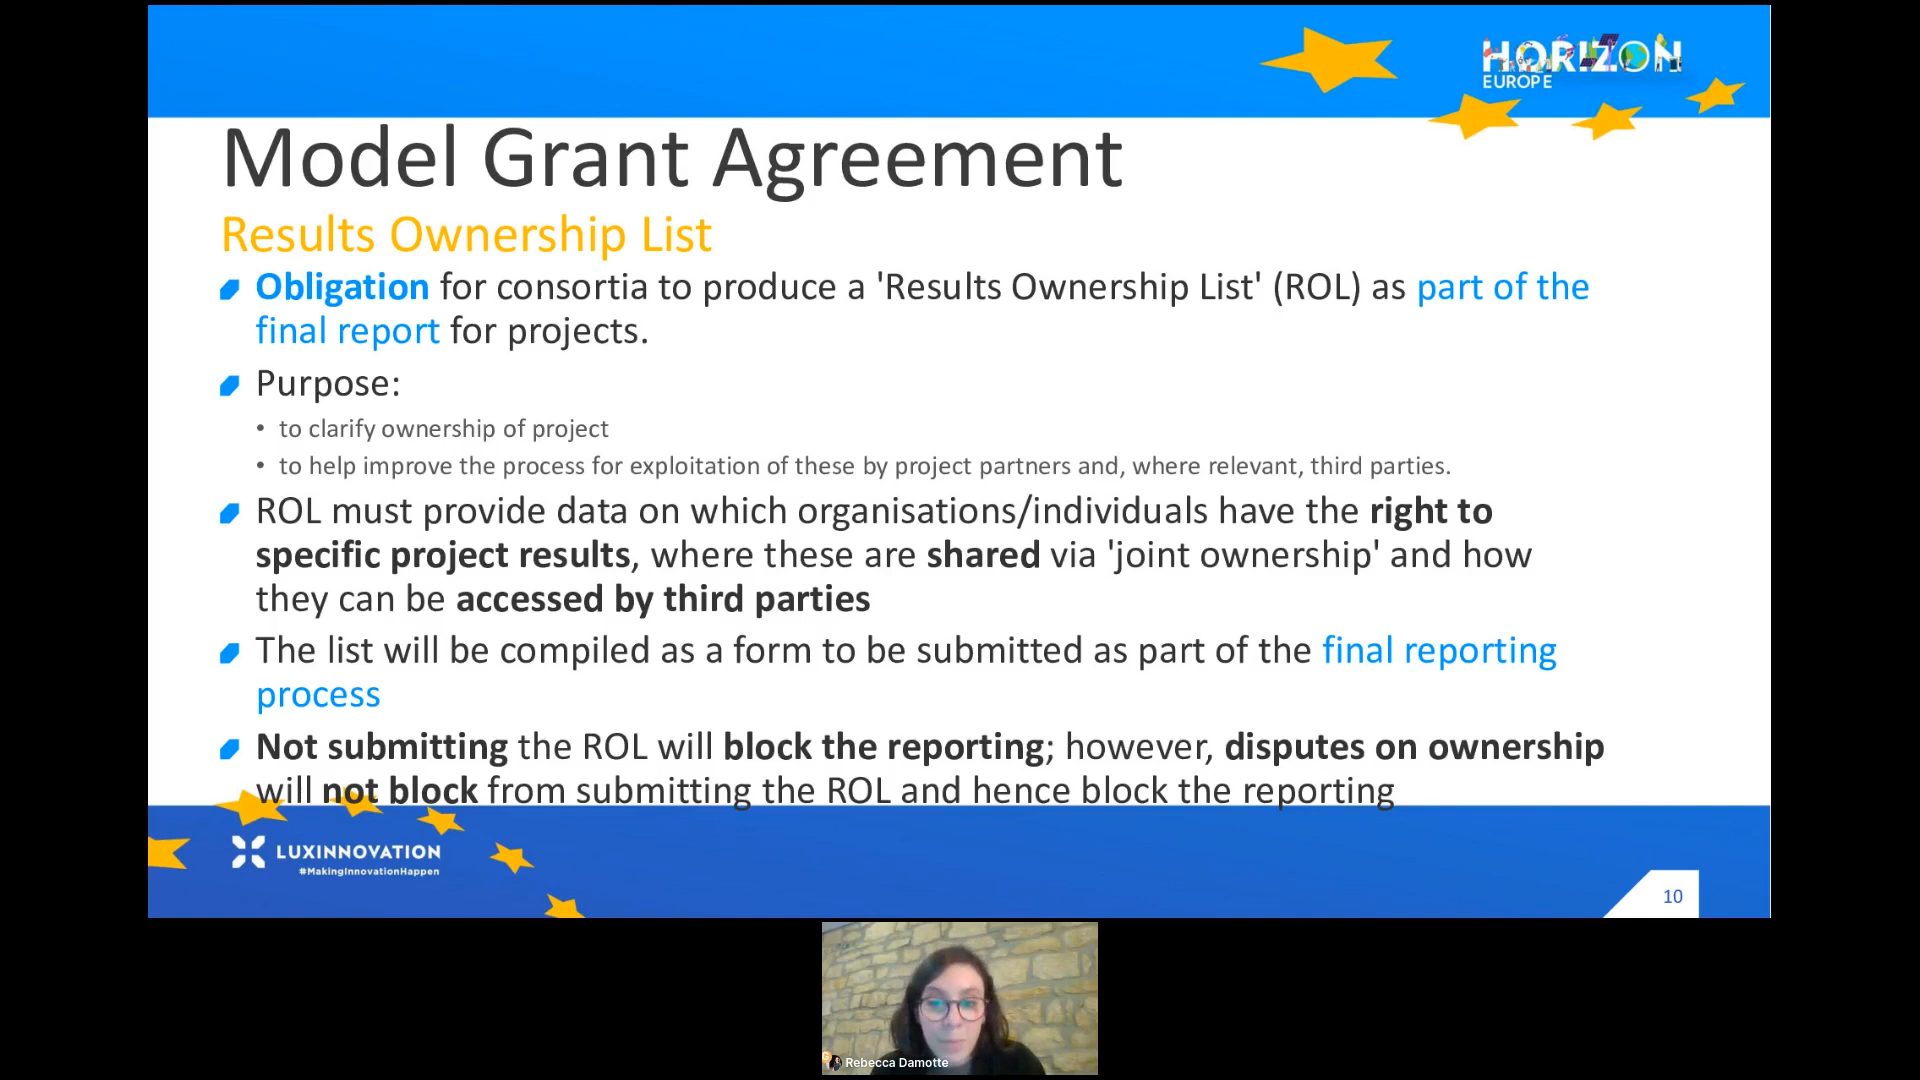 HORIZON
EUROPE
Model Grant Agreement
Results Ownership List
Obligation for consortia to produce a 'Results Ownership List' (ROL) as part of the
final report for projects.
Purpose:
• to clarify ownership of project
• to help improve the process for exploitation of these by project partners and, where relevant, third parties.
ROL must provide data on which organisations/individuals have the right to
specific project results, where these are shared via 'joint ownership' and how
they can be accessed by third parties
The list will be compiled as a form to be submitted as part of the final reporting
process
Not submitting the ROL will block the reporting; however, disputes on ownership
will not block from submitting the ROL and hence block the reporting
LUXINNOVATION
#MakingInnovationHappen
10
Rebecca Damotte